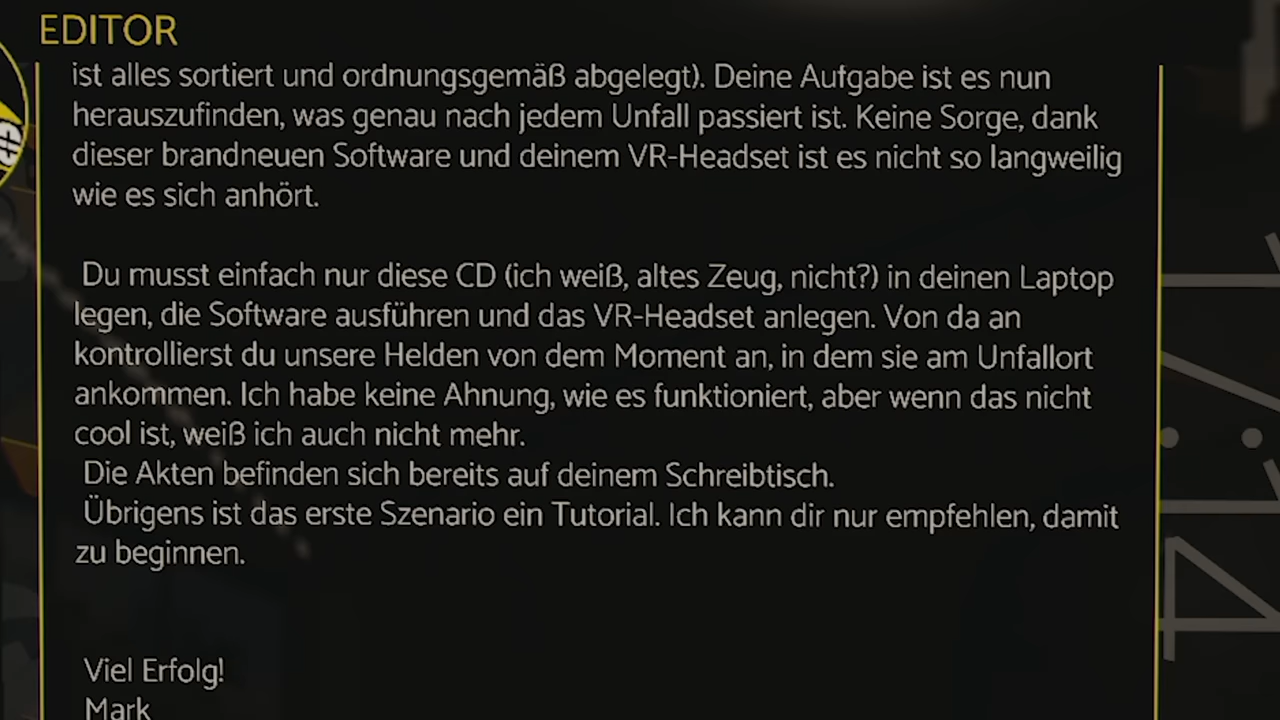 EDITOR
ist alles sortiert und ordnungsgemäß abgelegt). Deine Aufgabe ist es nun
herauszufinden, was genau nach jedem Unfall passiert ist. Keine Sorge, dank
dieser brandneuen Software und deinem VR-Headset ist es nicht so langweilig
wie es sich anhört.
Du musst einfach nur diese CD (ich weiß, altes Zeug, nicht?) in deinen Laptop
legen, die Software ausführen und das VR-Headset anlegen. Von da an
kontrollierst du unsere Helden von dem Moment an, in dem sie am Unfallort
ankommen. Ich habe keine Ahnung, wie es funktioniert, aber wenn das nicht
cool ist, weiß ich auch nicht mehr.
Die Akten befinden sich bereits auf deinem Schreibtisch.
Übrigens ist das erste Szenario ein Tutorial. Ich kann dir nur empfehlen, damit
zu beginnen.
Viel Erfolg!
Mark